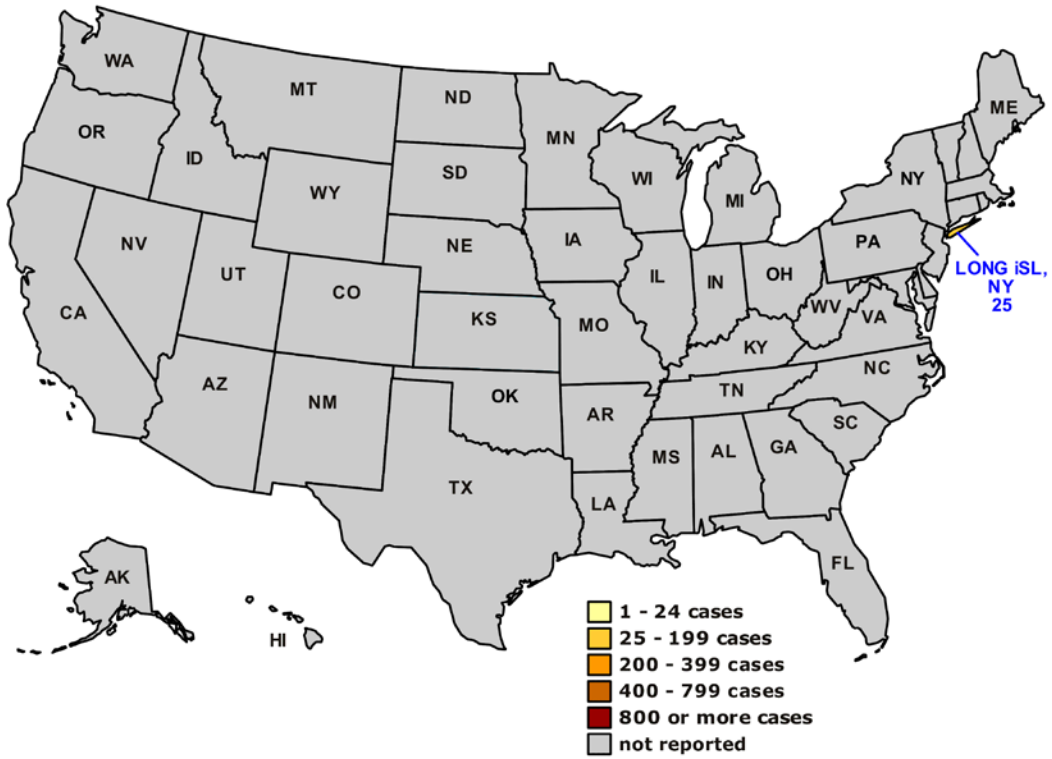 WA
MT
ND
MN
ME
OR
ID
SD
WI
NY
WY
MI
NV
NE
IA
PA
UT
CO
IL
IN
OH
LONG iSL,
NY
25
CA
KS
MO
WV
VA
KY
AZ
NM
OK
AR
TN
NC
SC
MS
AL
GA
TX
LA
FL
AK
HI
1 - 24 cases
25 - 199 cases
200 - 399 cases
400 - 799 cases
800 or more cases
not reported